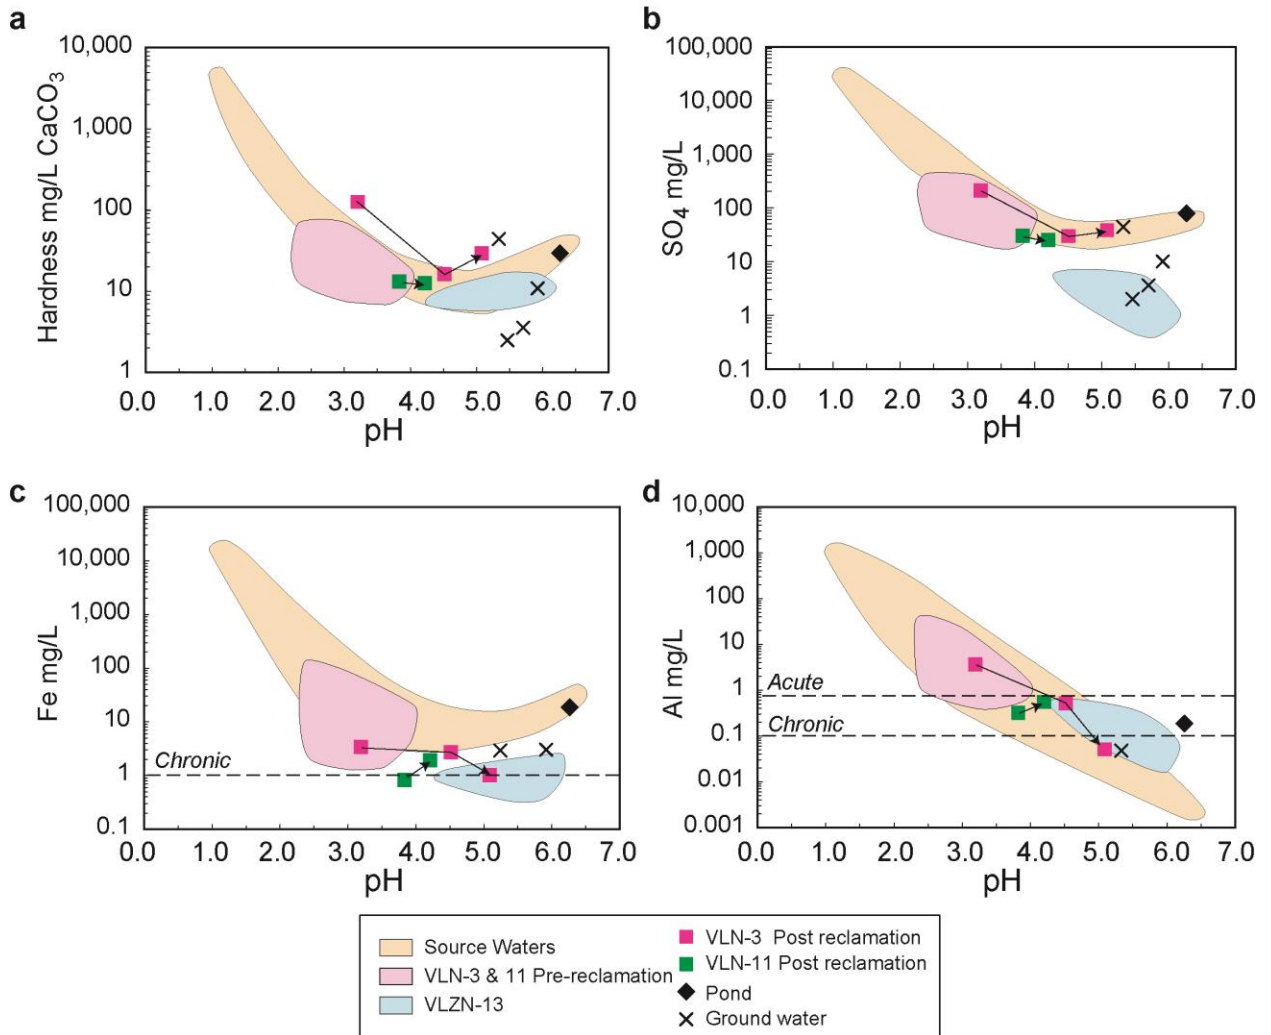 a
Hardness mg/L CaCO3
10,000
1,000
100
10
1
0.0 1.0 2.0 3.0 4.0 5.0 6.0 7.0
pH
b
SO4 mg/L
100,000
10,000
1,000
100
10
1
0.1
0.0 1.0 2.0 3.0 4.0 5.0 6.0 7.0
pH
c
Fe mg/L
100,000
10,000
1,000
100
10
1
0.1
Chronic
0.0 1.0 2.0 3.0 4.0 5.0 6.0 7.0
pH
d
Al mg/L
10,000
1,000
100
10
1
0.1
0.01
0.001
Acute
Chronic
0.0 1.0 2.0 3.0 4.0 5.0 6.0 7.0
pH
Source Waters
VLN-3 & 11 Pre-reclamation
VLZN-13
VLN-3 Post reclamation
VLN-11 Post reclamation
Pond
Ground water